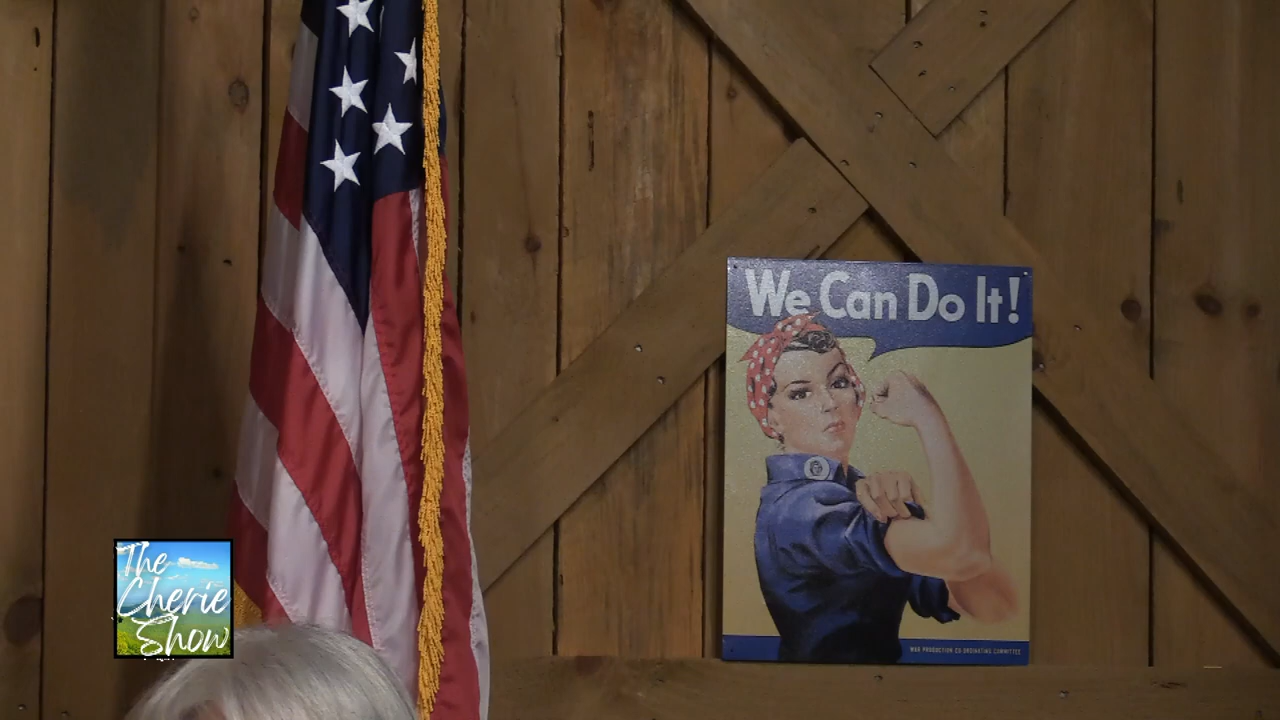 We Can Do It!
WAR PRODUCTION CO-ORDINATING COMMITTEE
The
Cherie
Show